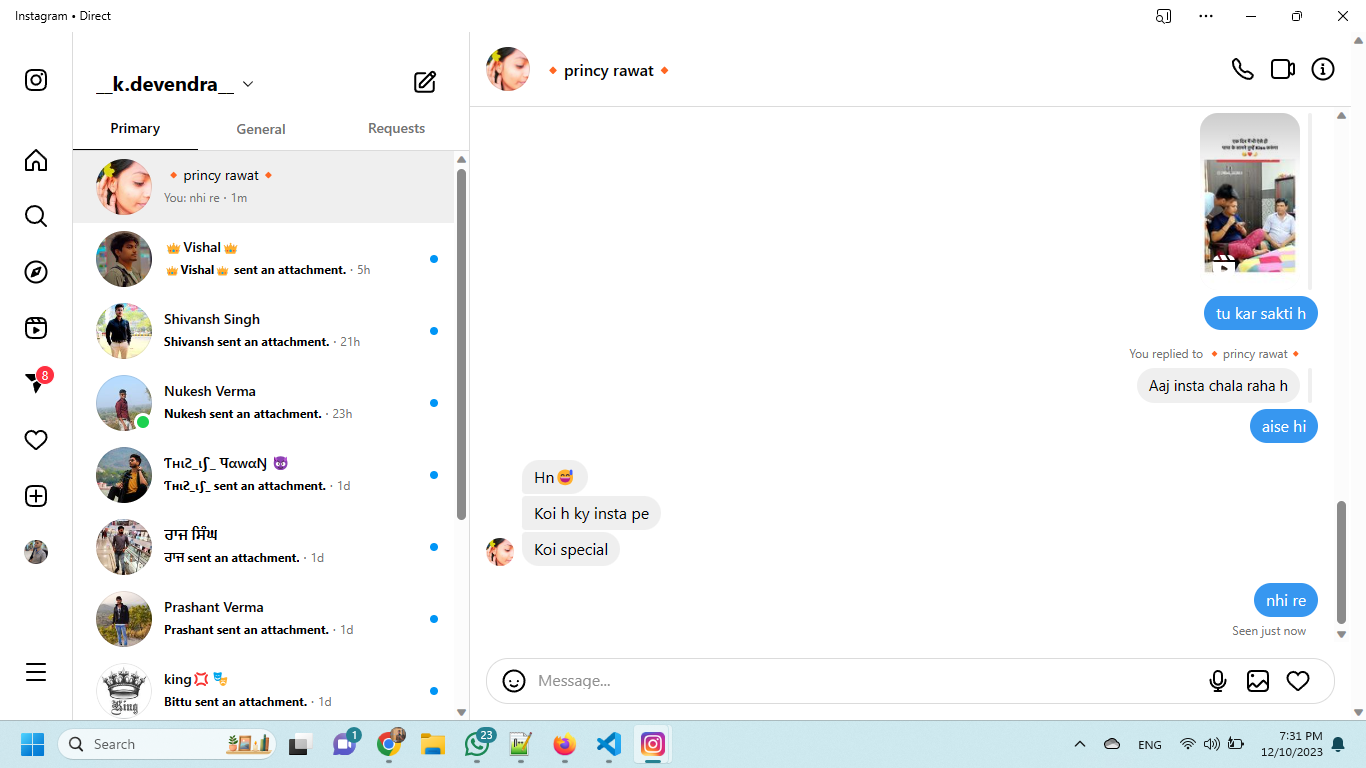 Instagram • Direct
__k.devendra__
Primary
General
Requests
princy rawat
You: nhi re · 1m
Vishal
Vishal sent an attachment. · 5h
Shivansh Singh
Shivansh sent an attachment. · 21h
Nukesh Verma
Nukesh sent an attachment. · 23h
Ƭнιƨ_ιʃ_ पαwαƝ
Ƭнιƨ_ιʃ_ sent an attachment. · 1d
ਰਾਜ ਸਿੰਘ
ਰਾਜ sent an attachment. · 1d
Prashant Verma
Prashant sent an attachment. · 1d
king
Bittu sent an attachment. · 1d
King
8
princy rawat
tu kar sakti h
You replied to princy rawat
Aaj insta chala raha h
aise hi
Hn
Koi h ky insta pe
Koi special
nhi re
Seen just now
Message...
Search
1
23
ENG
7:31 PM
12/10/2023